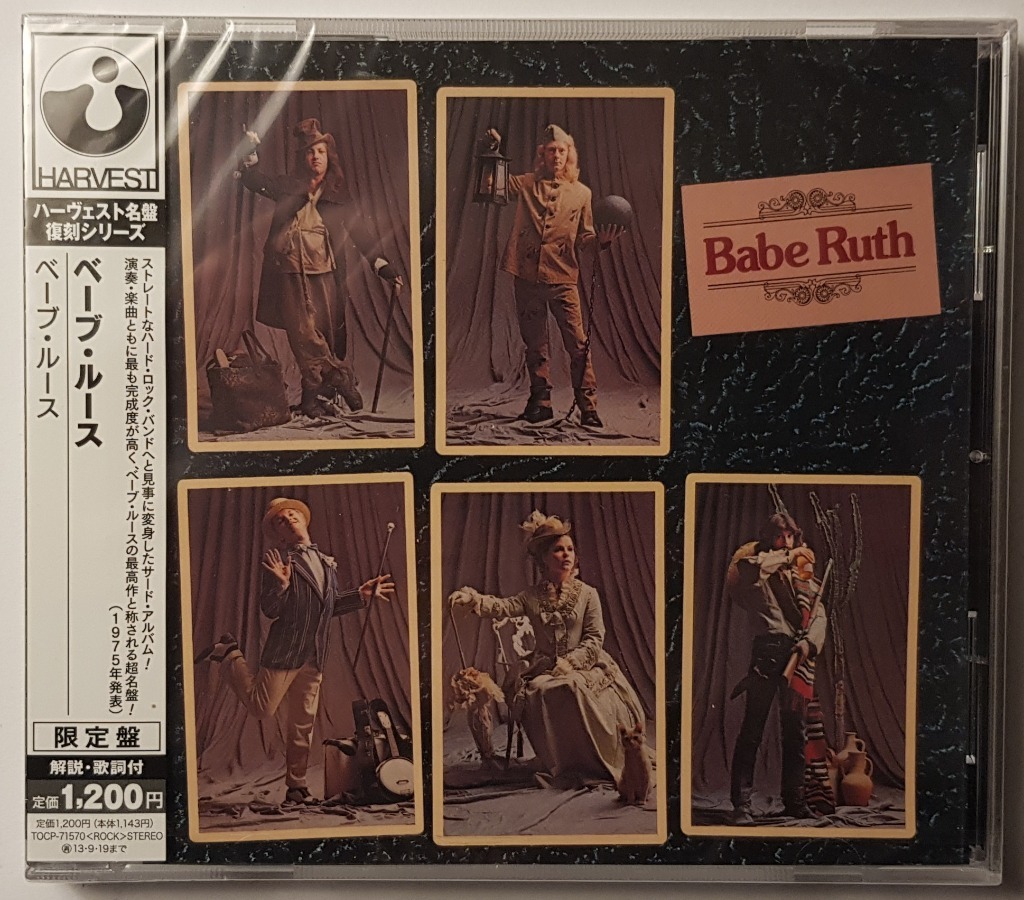 HARVEST
ハーヴェスト名盤
復刻シリーズ
ベーブ・ルース
ベーブ・ルース
ストレートなハード・ロック・バンドへと見事に変身したサード・アルバム!
演奏・楽曲ともに最も完成度が高く、ベーブ・ルースの最高作と称される超名盤!
(1975年発表)
限定盤
解説・歌詞付
定価1,200円
定価1,200円(本体1,143円)
TOCP-71570<ROCK>STEREO
Ⓨ13・9・19まで
Babe Ruth